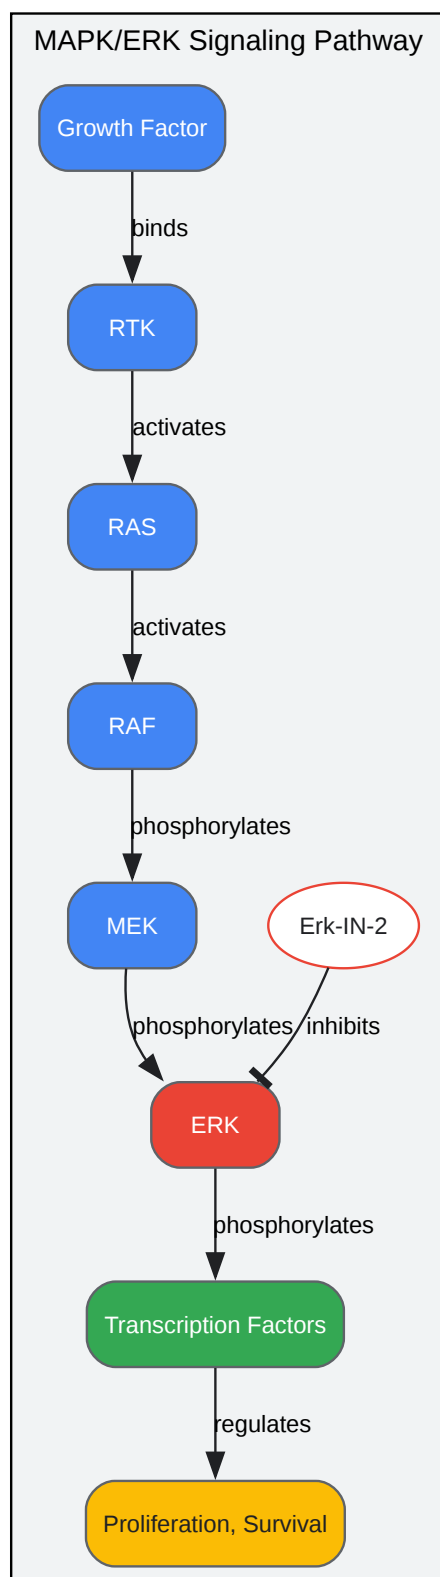 MAPK/ERK Signaling Pathway
Growth Factor
binds
RTK
activates
RAS
activates
RAF
phosphorylates
MEK
Erk-IN-2
phosphorylates
inhibits
ERK
phosphorylates
Transcription Factors
regulates
Proliferation, Survival